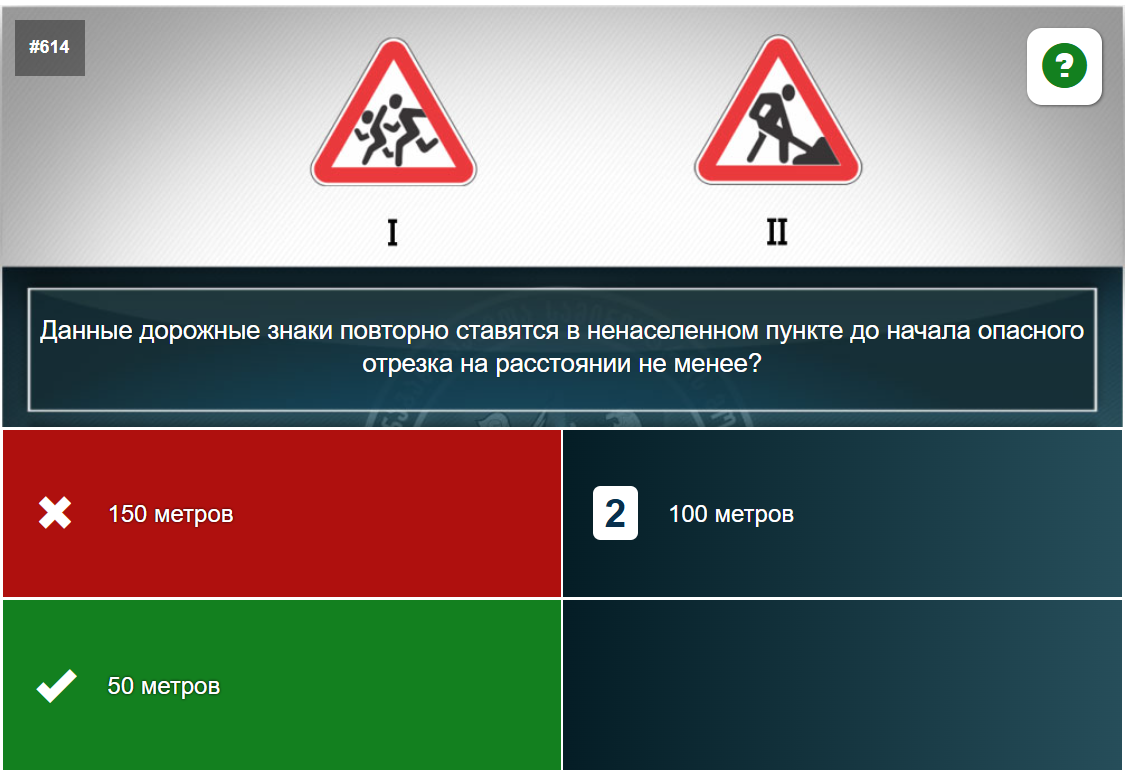 #614
?
I
II
Данные дорожные знаки повторно ставятся в ненаселенном пункте до начала опасного
отрезка на расстоянии не менее?
150 метров
2
100 метров
50 метров